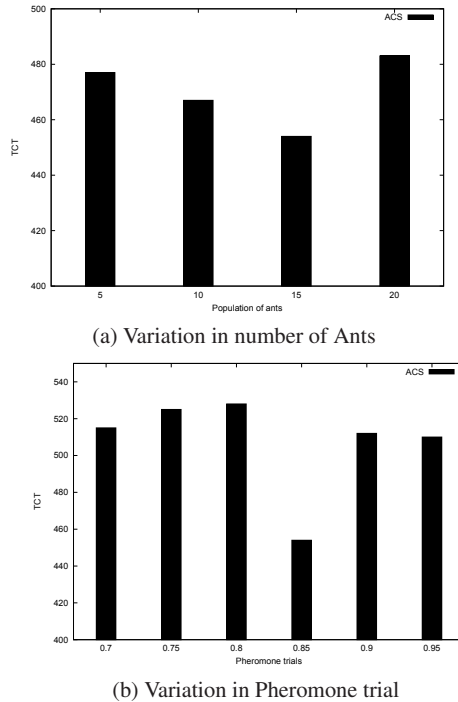 500
ACS
480
460
TCT
440
420
400
5 10 15 20
Population of ants
(a) Variation in number of Ants
540
ACS
520
500
480
TCT
460
440
420
400
0.7 0.75 0.8 0.85 0.9 0.95
Pheromone trials
(b) Variation in Pheromone trial